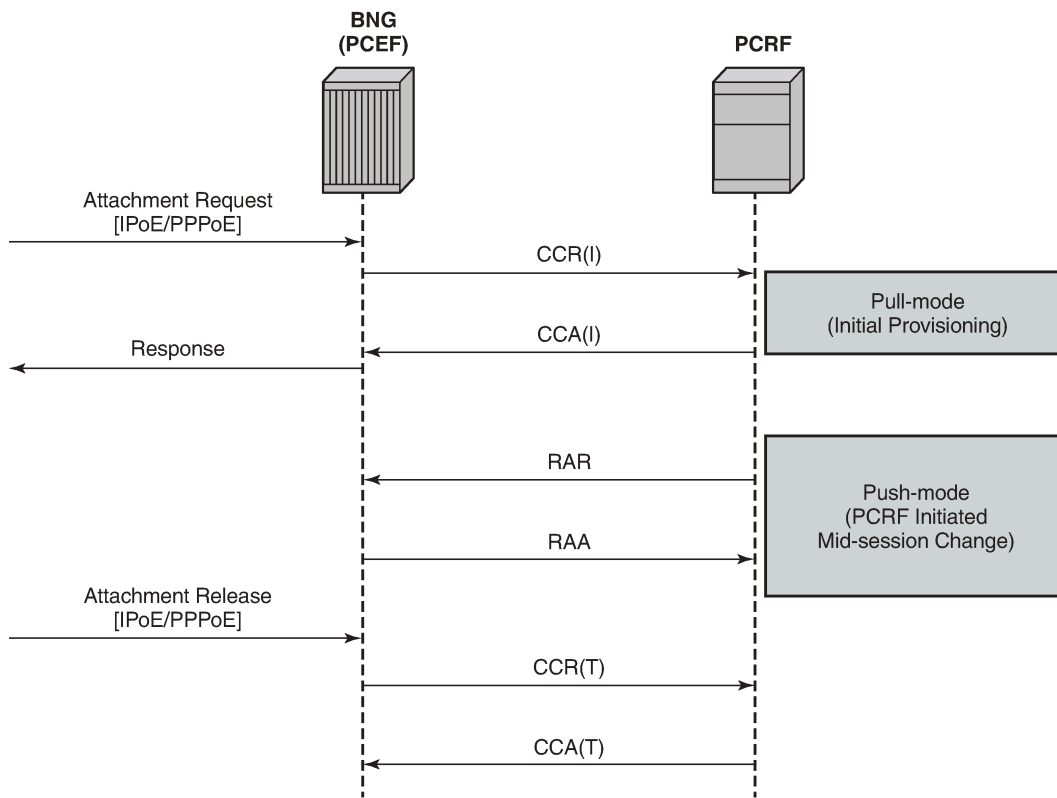 BNG
(PCEF)
PCRF
Attachment Request
[IPoE/PPPoE]
CCR(I)
Pull-mode
(Initial Provisioning)
CCA(I)
Response
RAR
Push-mode
(PCRF Initiated
Mid-session Change)
RAA
Attachment Release
[IPoE/PPPoE]
CCR(T)
CCA(T)